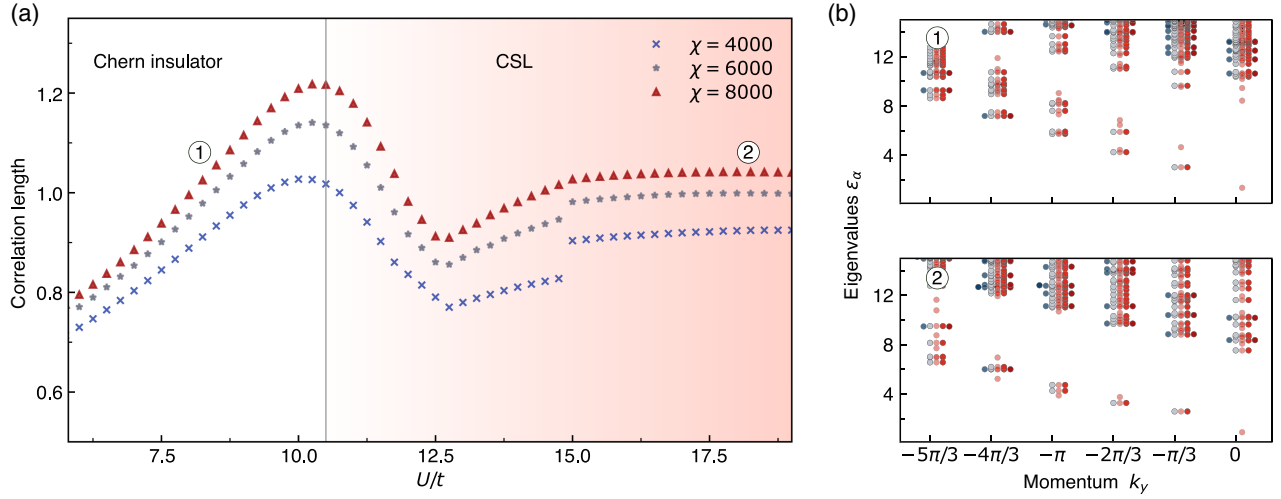 (a)
Chern insulator
CSL
χ = 4000
χ = 6000
χ = 8000
1
2
Correlation length
1.2
1.0
0.8
0.6
7.5
10.0
12.5
15.0
17.5
U/t
(b)
1
12
8
4
Eigenvalues εα
2
12
8
4
−5π/3
−4π/3
−π
−2π/3
−π/3
0
Momentum ky